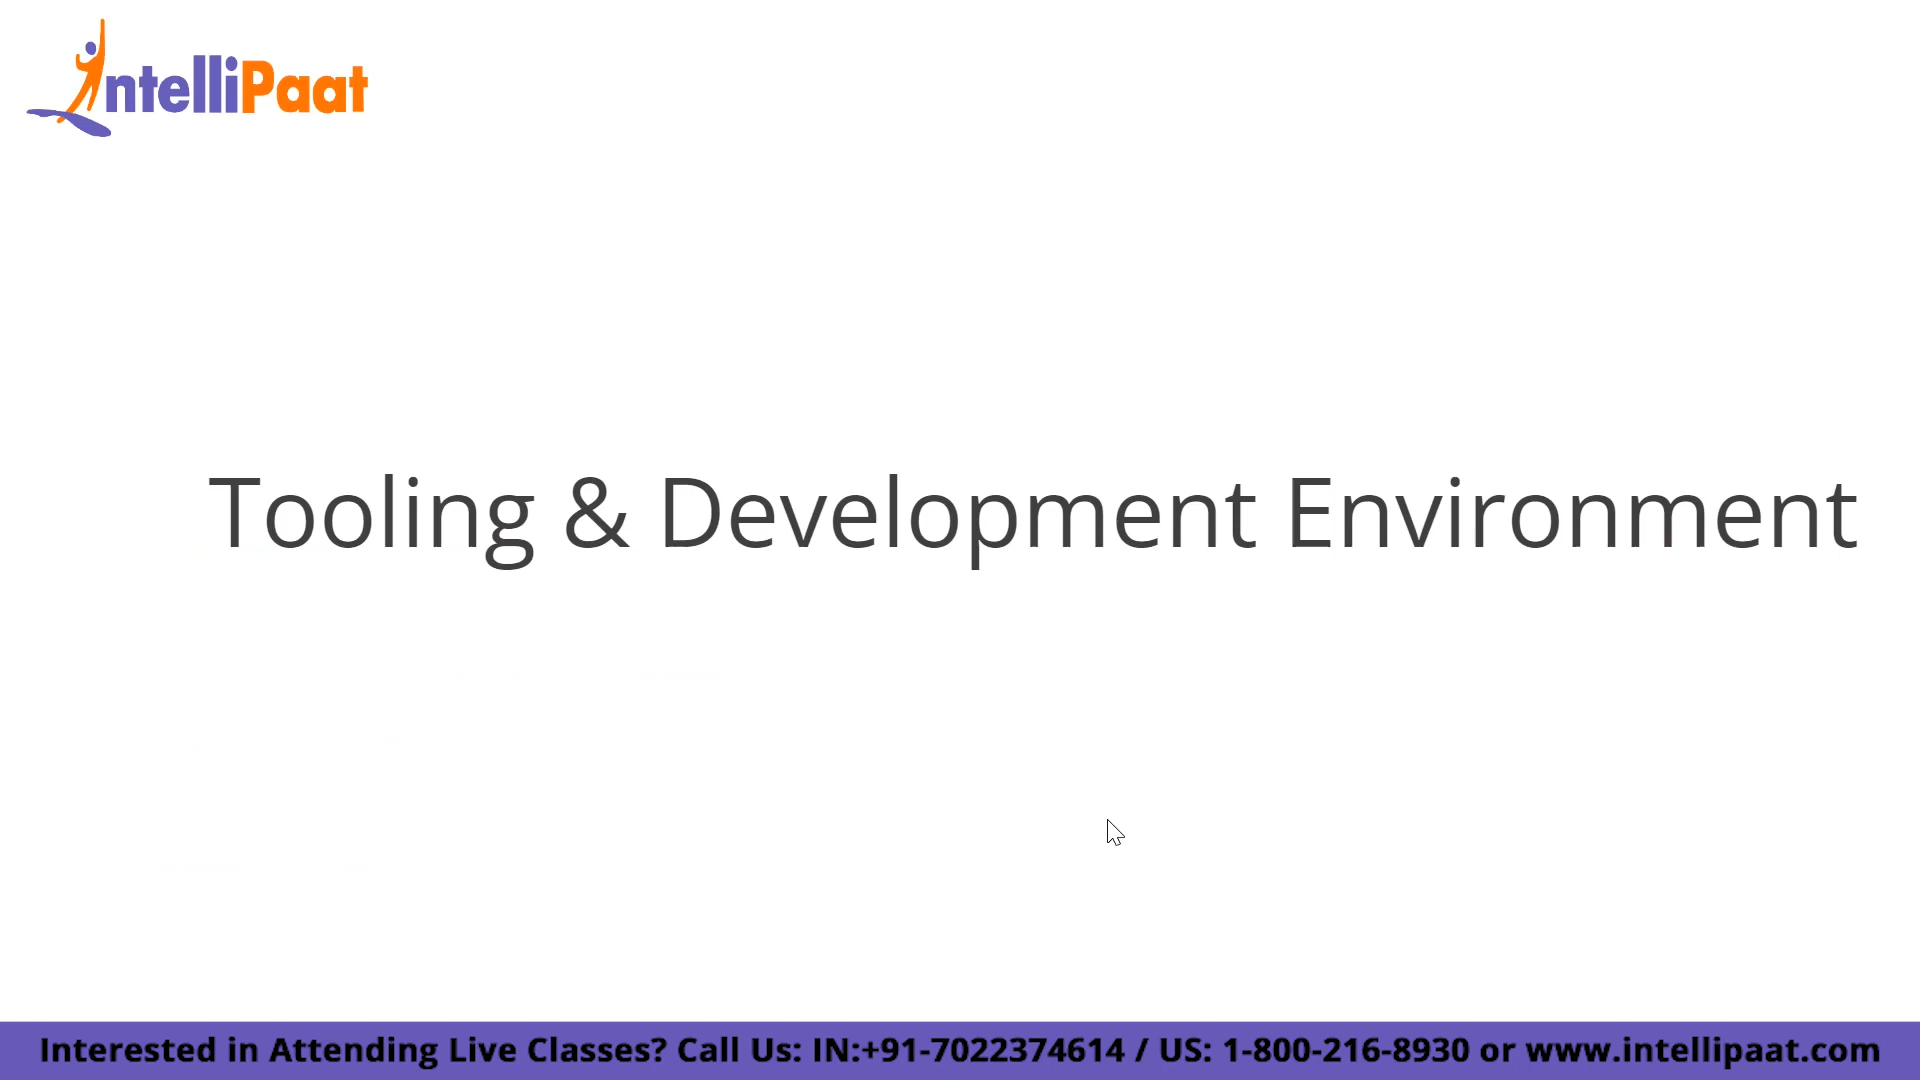 IntelliPaat
Tooling & Development Environment
Interested in Attending Live Classes? Call Us: IN:+91-7022374614 / US: 1-800-216-8930 or www.intellipaat.com